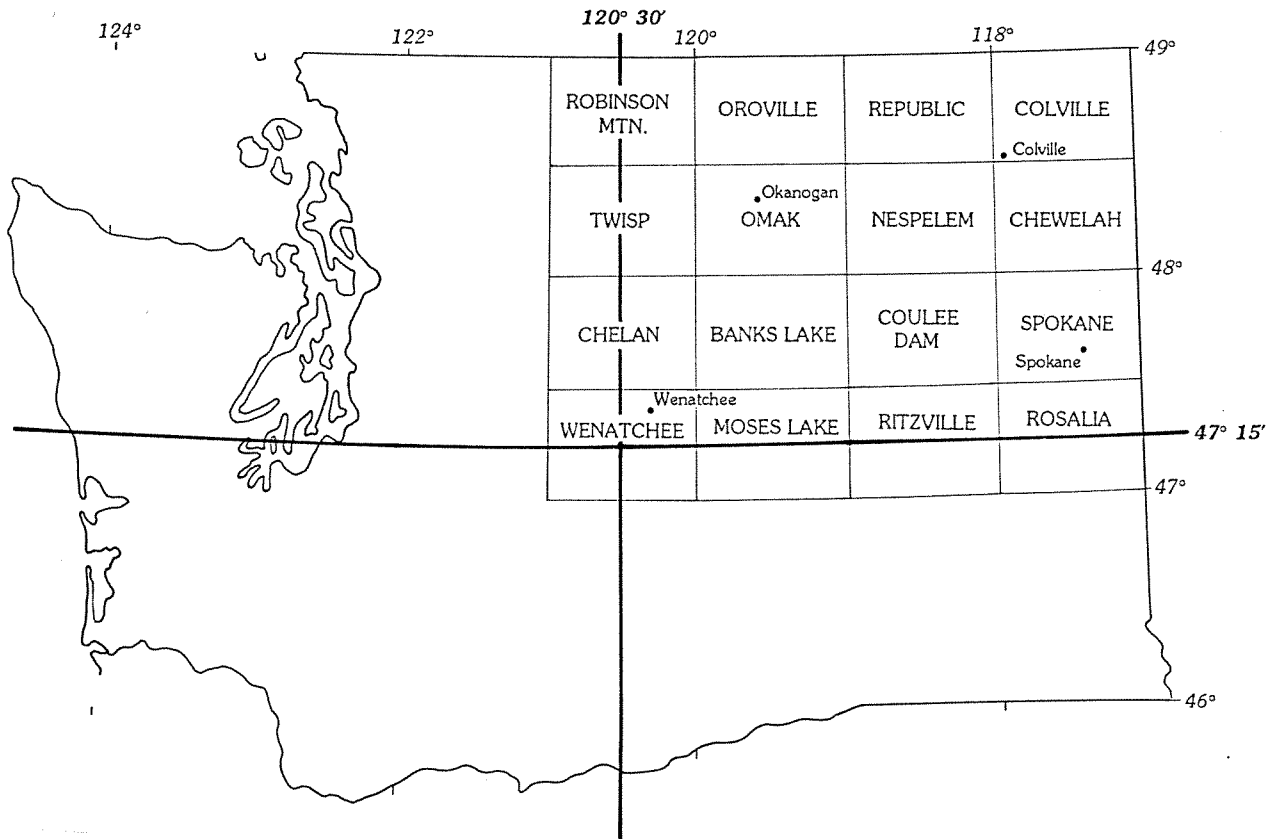 120° 30′
124°
122°
120°
118°
49°
ROBINSON
MTN.
OROVILLE
REPUBLIC
COLVILLE
Colville
Okanogan
TWISP
OMAK
NESPELEM
CHEWELAH
48°
CHELAN
BANKS LAKE
COULEE
DAM
SPOKANE
Spokane
Wenatchee
WENATCHEE
MOSES LAKE
RITZVILLE
ROSALIA
47° 15′
47°
46°